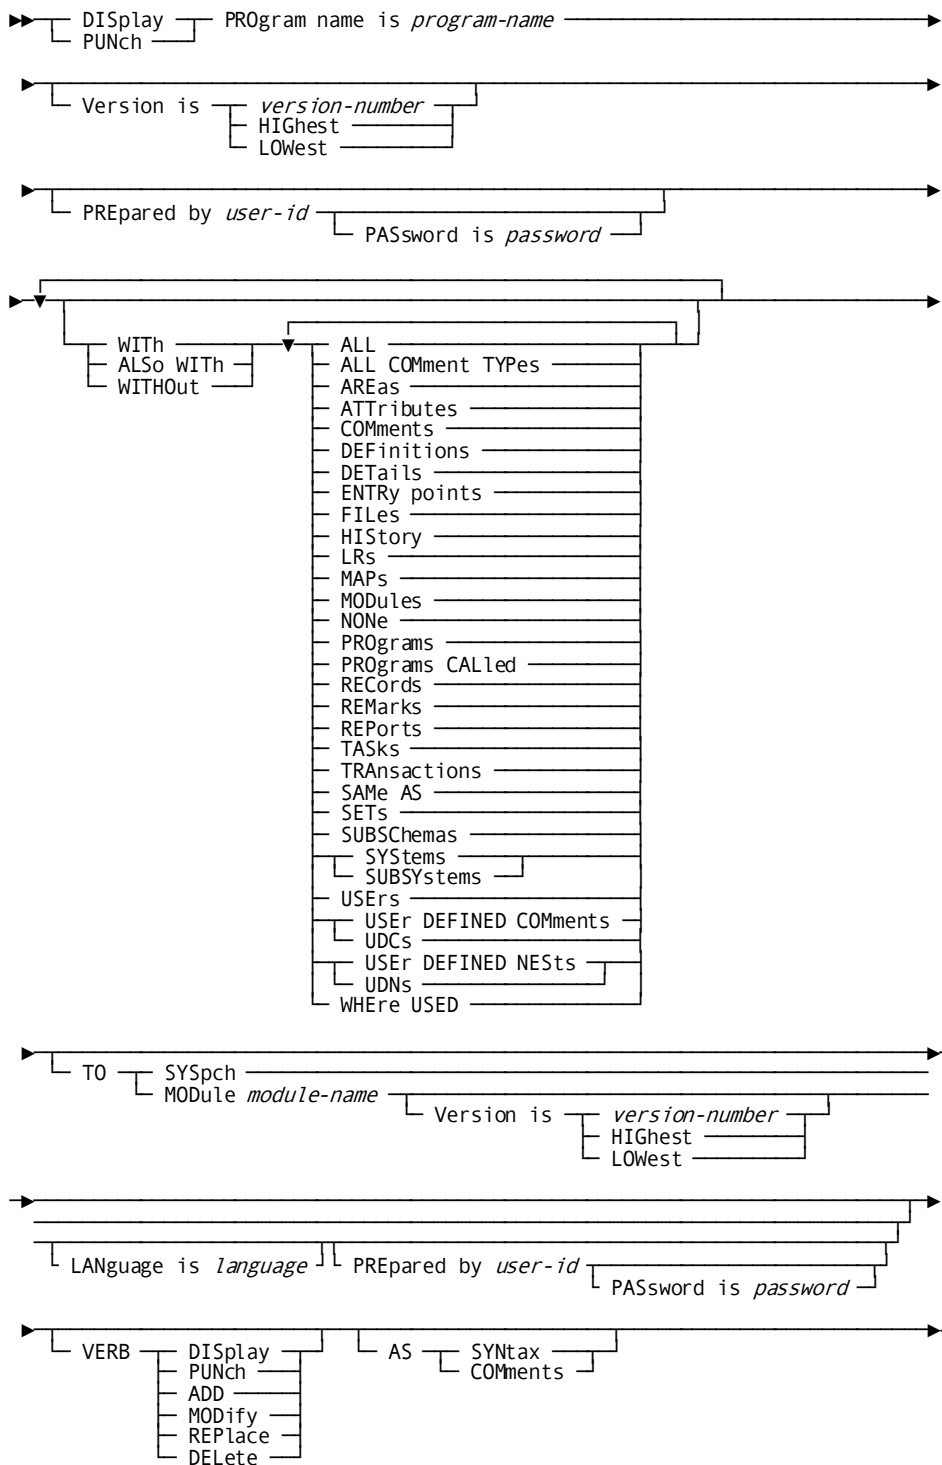 DISplay PROgram name is program-name
PUNch
Version is version-number
HIGhest
LOWest
PREpared by user-id
PASsword is password
WITh ALL
ALSo WITh ALL COMment TYPes
WITHOut AREas
ATTributes
COMments
DEFinitions
DETails
ENTRy points
FILes
HIStory
LRs
MAPs
MODules
NONe
PROgrams
PROgrams CALled
RECords
REMarks
REPorts
TASks
TRAnsactions
SAMe AS
SETs
SUBSChemas
SYStems
SUBSYstems
USErs
USEr DEFINED COMments
UDCs
USEr DEFINED NESts
UDNs
WHEre USED
TO SYSpch
MODule module-name
Version is version-number
HIGhest
LOWest
LANguage is language PREpared by user-id
PASsword is password
VERB DISplay AS SYNtax
PUNch COMments
ADD
MODify
REPlace
DELete